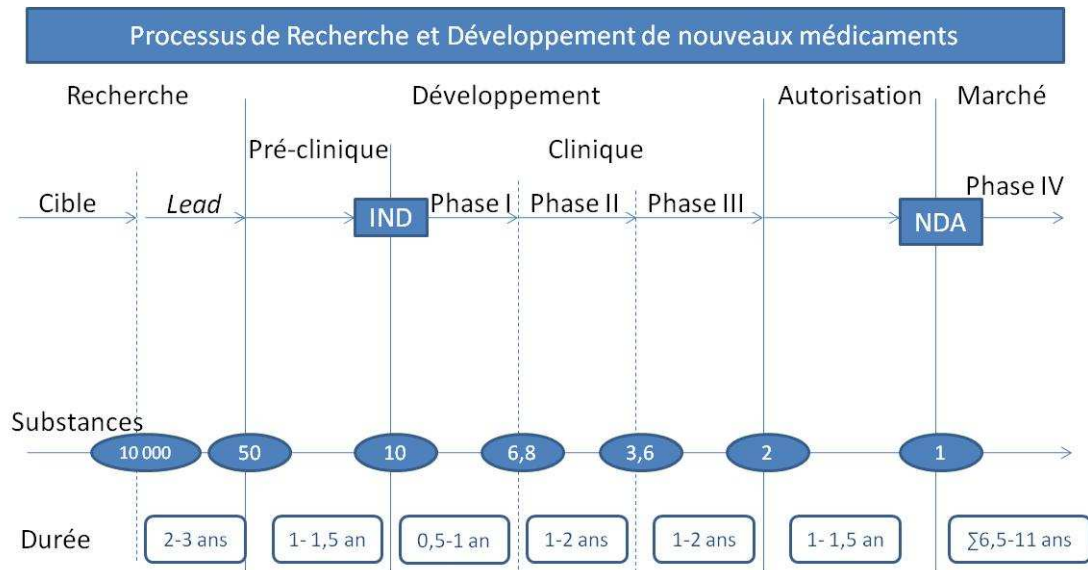 Processus de Recherche et Développement de nouveaux médicaments
Recherche Développement Autorisation Marché
Pré-clinique Clinique
Cible Lead IND Phase I Phase II Phase III NDA Phase IV
Substances
10 000 50 10 6,8 3,6 2 1
Durée 2-3 ans 1- 1,5 an 0,5-1 an 1-2 ans 1-2 ans 1- 1,5 an ∑6,5-11 ans